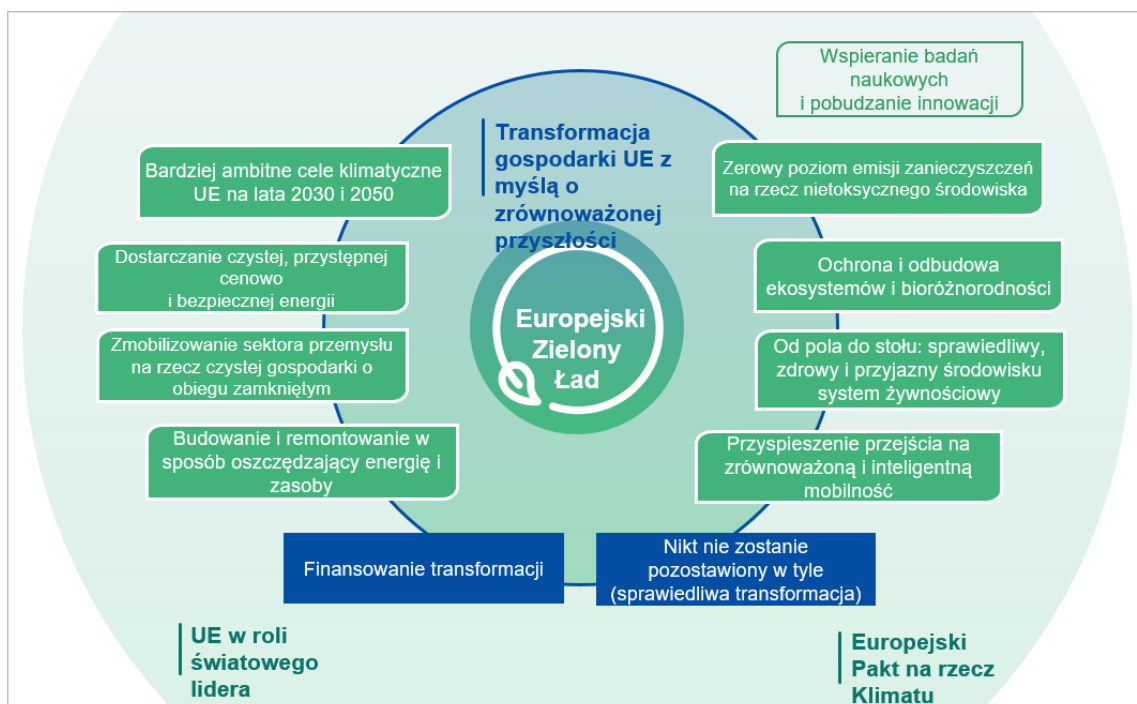 Wspieranie badań
naukowych
i pobudzanie innowacji
Transformacja
gospodarki UE z
myślą o
zrównoważonej
przyszłości
Bardziej ambitne cele klimatyczne
UE na lata 2030 i 2050
Zerowy poziom emisji zanieczyszczeń
na rzecz nietoksycznego środowiska
Dostarczanie czystej, przystępnej
cenowo
i bezpiecznej energii
Ochrona i odbudowa
ekosystemów i bioróżnorodności
Europejski
Zielony
Ład
Zmobilizowanie sektora przemysłu
na rzecz czystej gospodarki o
obiegu zamkniętym
Od pola do stołu: sprawiedliwy,
zdrowy i przyjazny środowisku
system żywnościowy
Budowanie i remontowanie w
sposób oszczędzający energię i
zasoby
Przyspieszenie przejścia na
zrównoważoną i inteligentną
mobilność
Finansowanie transformacji
Nikt nie zostanie
pozostawiony w tyle
(sprawiedliwa transformacja)
UE w roli
światowego
lidera
Europejski
Pakt na rzecz
Klimatu